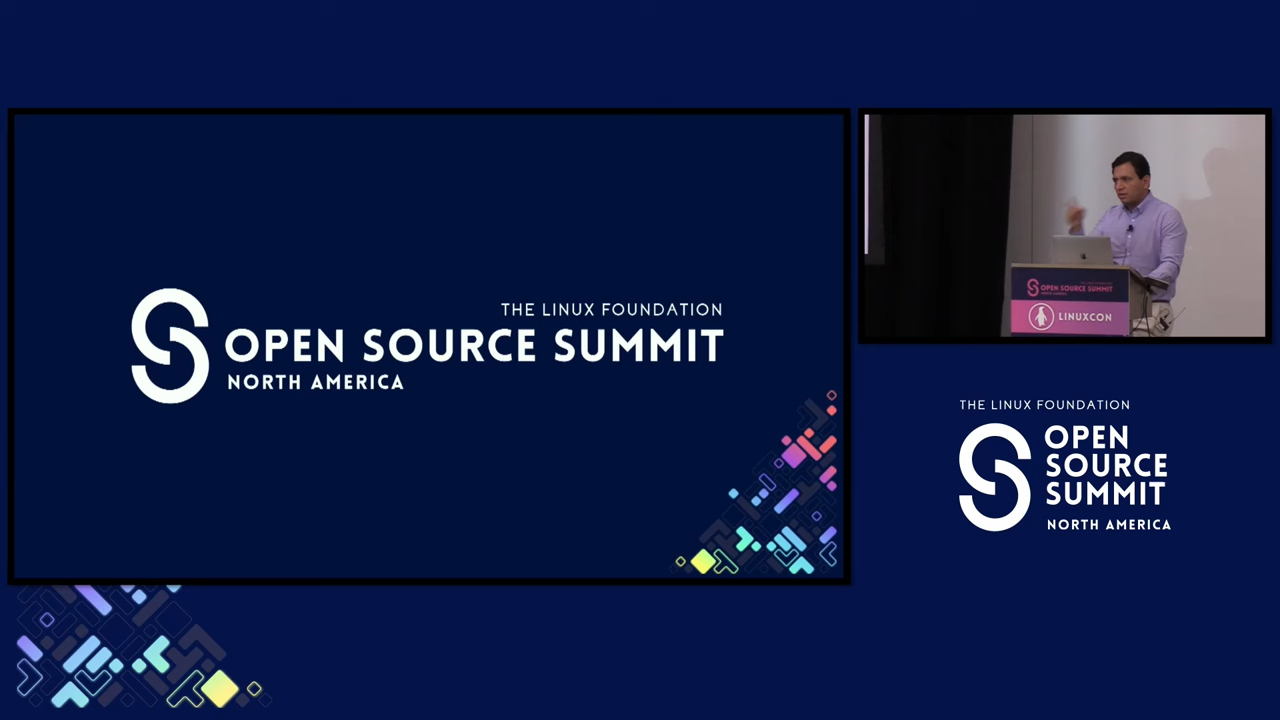 THE LINUX FOUNDATION
OPEN SOURCE SUMMIT
NORTH AMERICA
OPEN SOURCE SUMMIT
LINUXCON
THE LINUX FOUNDATION
OPEN
SOURCE
SUMMIT
NORTH AMERICA